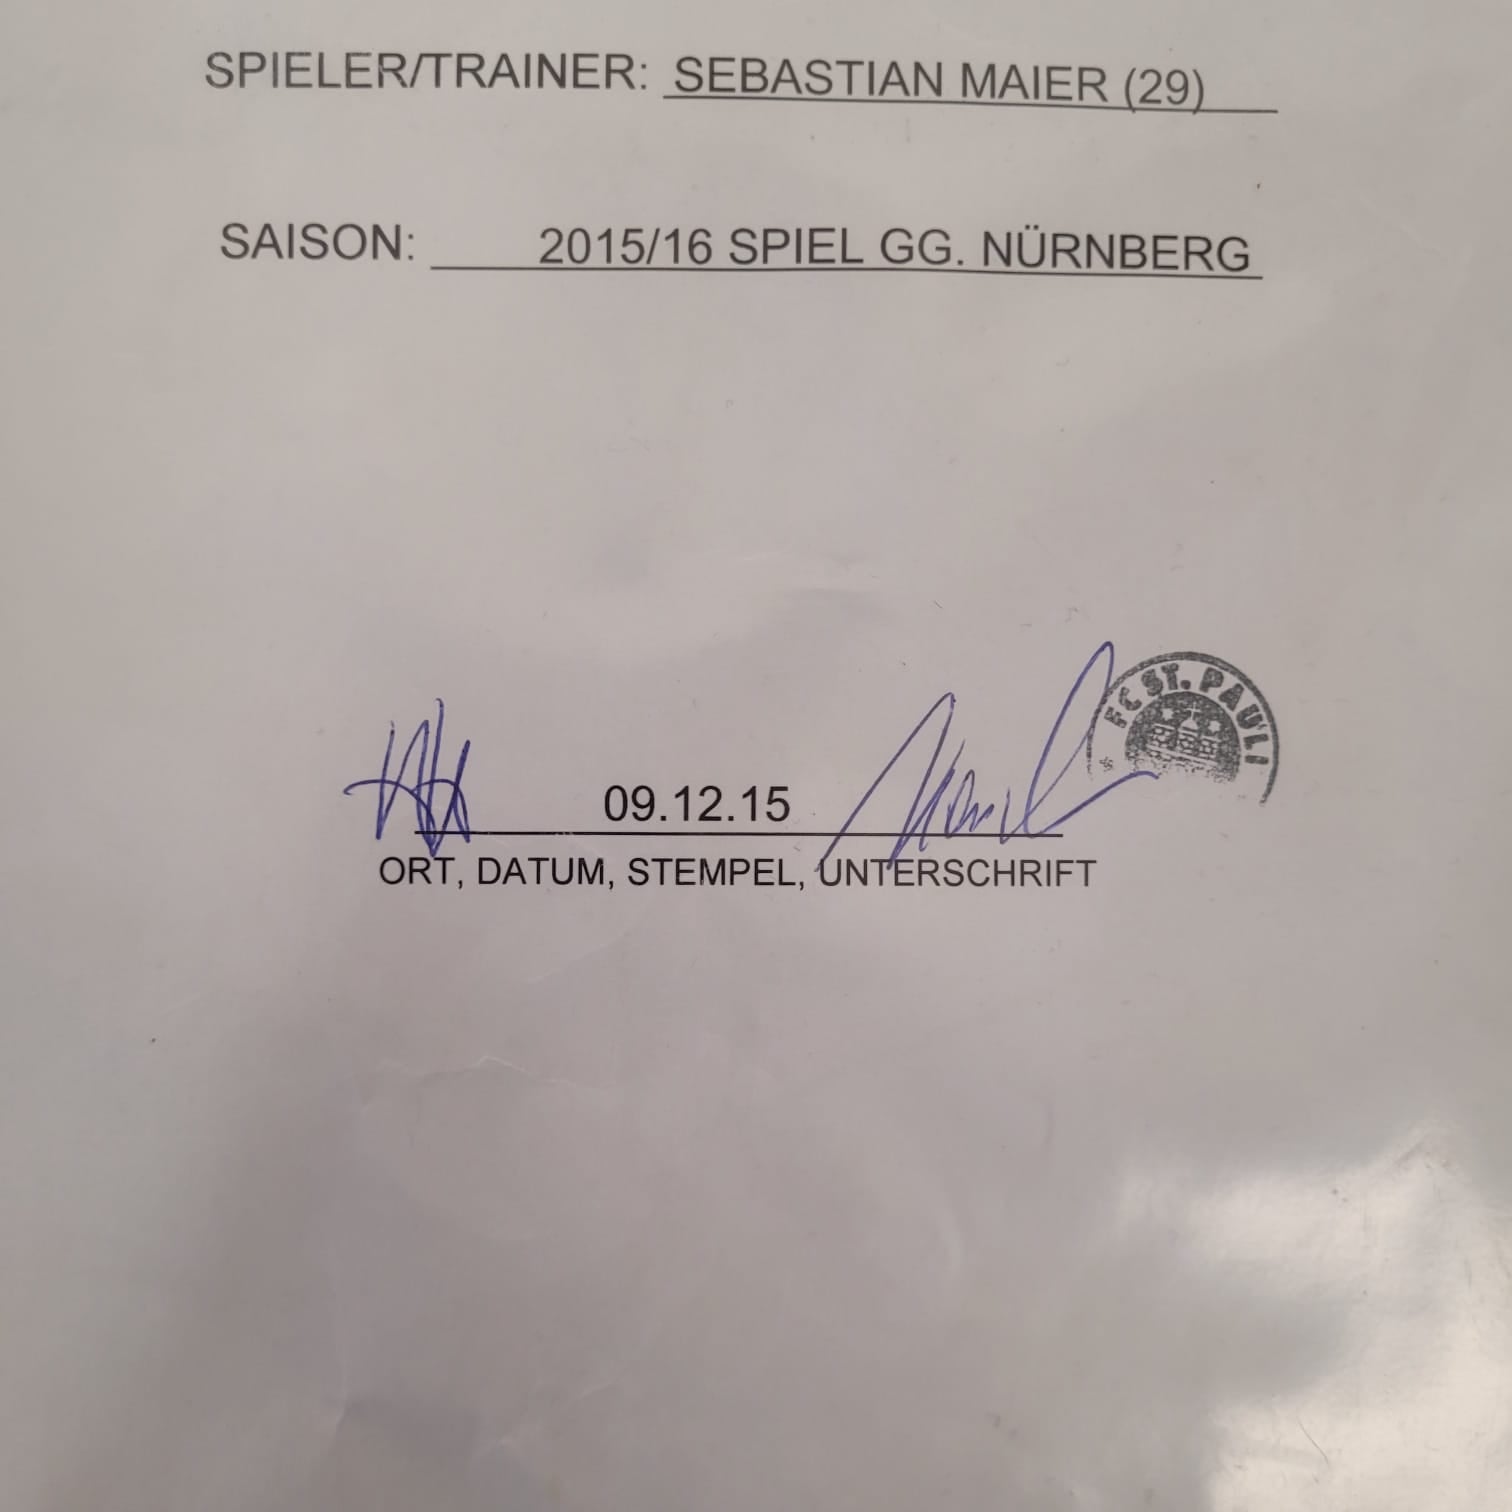 SPIELER/TRAINER: SEBASTIAN MAIER (29)
SAISON: 2015/16 SPIEL GG. NÜRNBERG
FC ST. PAULI
09.12.15
ORT, DATUM, STEMPEL, UNTERSCHRIFT